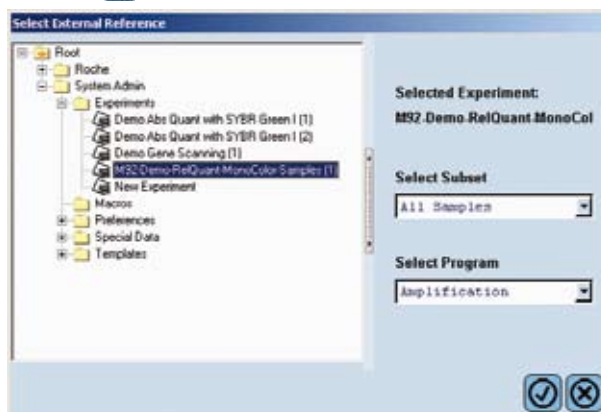 Select External Reference
Root
Roche
System Admin
Experiments
Demo Abs Quant with SYBR Green I (1)
Demo Abs Quant with SYBR Green I (2)
Demo Gene Scanning (1)
M92-Demo-RelQuant-MonoColor-Samples (1)
New Experiment
Macros
Preferences
Special Data
Templates
Selected Experiment:
M92-Demo-RelQuant-MonoCol
Select Subset
All Samples
Select Program
Amplification